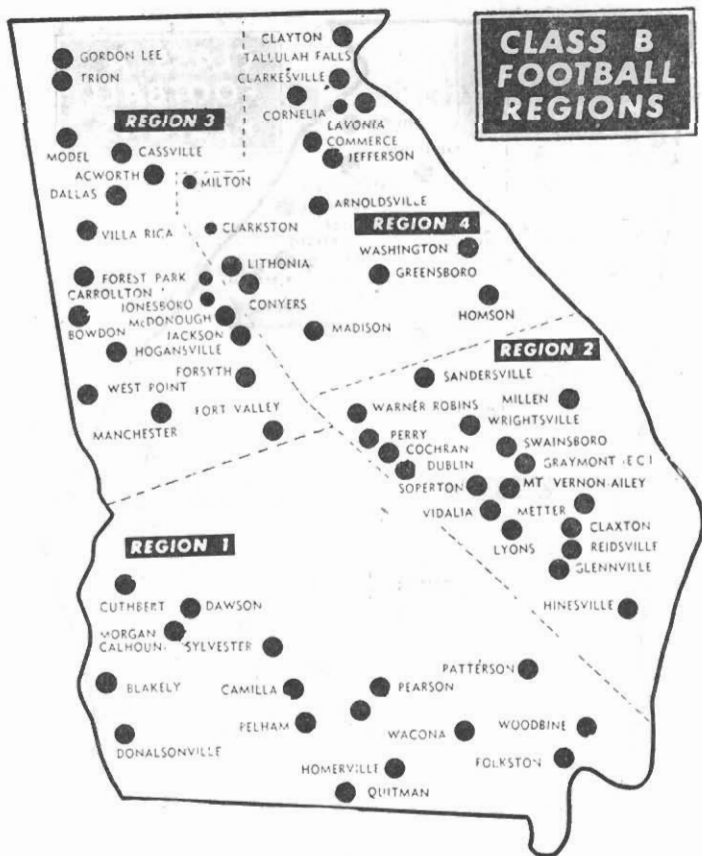 CLASS B
FOOTBALL
REGIONS
CLAYTON
TALLULAH FALLS
CLARKESVILLE
CORNELIA
LAVONIA
COMMERCE
JEFFERSON
GORDON LEE
TRION
REGION 3
MODEL
CASSVILLE
ACWORTH
DALLAS
MILTON
VILLA RICA
CLARKSTON
ARNOLDSVILLE
REGION 4
WASHINGTON
GREENSBORO
HOMSON
MADISON
LITHONIA
FOREST PARK
CONYERS
CARROLLTON
JONESBORO
McDONOUGH
BOWDON
JACKSON
HOGANSVILLE
FORSYTH
WEST POINT
FORT VALLEY
MANCHESTER
REGION 2
SANDERSVILLE
MILLEN
WARNER ROBINS
WRIGHTSVILLE
PERRY
SWAINSBORO
COCHRAN
GRAYMONT E C I
DUBLIN
SOPERTON
MT. VERNON-AILEY
VIDALIA
METTER
LYONS
CLAXTON
REIDSVILLE
GLENNVILLE
HINESVILLE
REGION 1
CUTHBERT
DAWSON
MORGAN
CALHOUN
SYLVESTER
BLAKELY
CAMILLA
PEARSON
PATTERSON
PELHAM
WACONA
WOODBINE
DONALSONVILLE
HOMERVILLE
FOLKSTON
QUITMAN